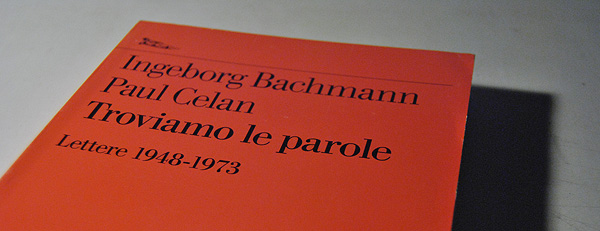 Ingeborg Bachmann
Paul Celan
Troviamo le parole
Lettere 1948-1973